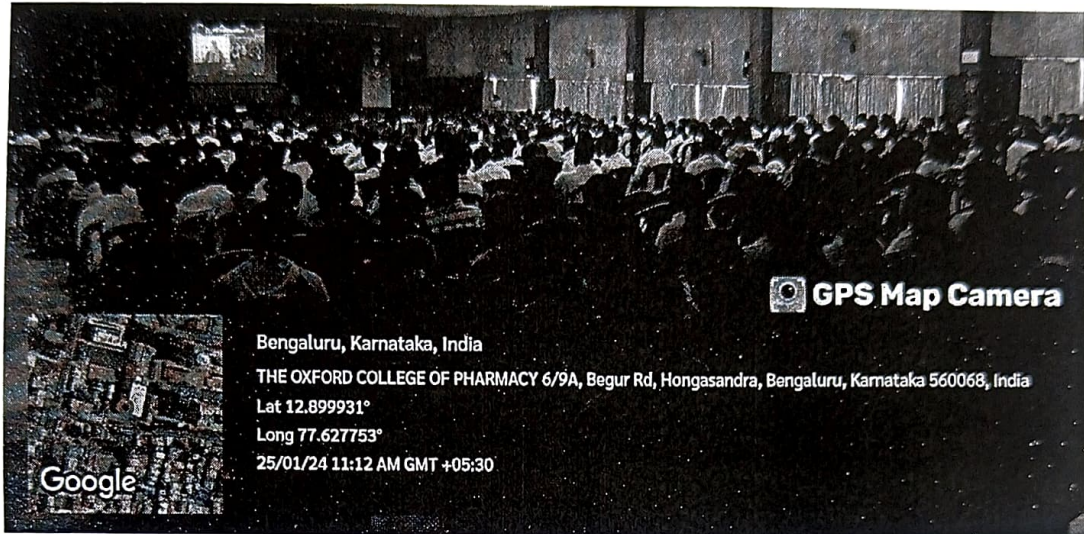 GPS Map Camera
Bengaluru, Karnataka, India
THE OXFORD COLLEGE OF PHARMACY 6/9A, Begur Rd, Hongasandra, Bengaluru, Karnataka 560068, India
Lat 12.899931°
Long 77.627753°
25/01/24 11:12 AM GMT +05:30
Google